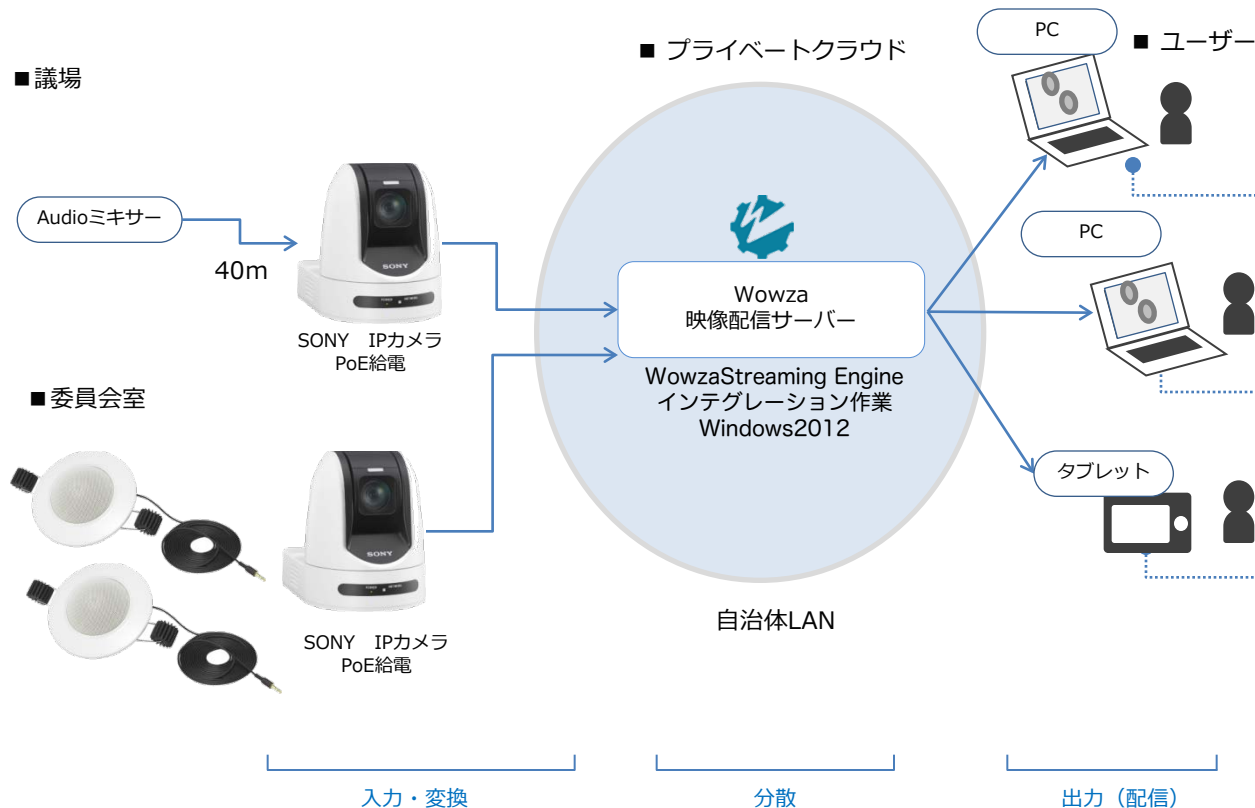 PC
■ ユーザー
■ プライベートクラウド
■議場
Audioミキサー
40m
SONY
SONY　IPカメラ
PoE給電
PC
Wowza
映像配信サーバー
WowzaStreaming Engine
インテグレーション作業
Windows2012
■委員会室
タブレット
SONY
SONY　IPカメラ
PoE給電
自治体LAN
入力・変換
分散
出力（配信）